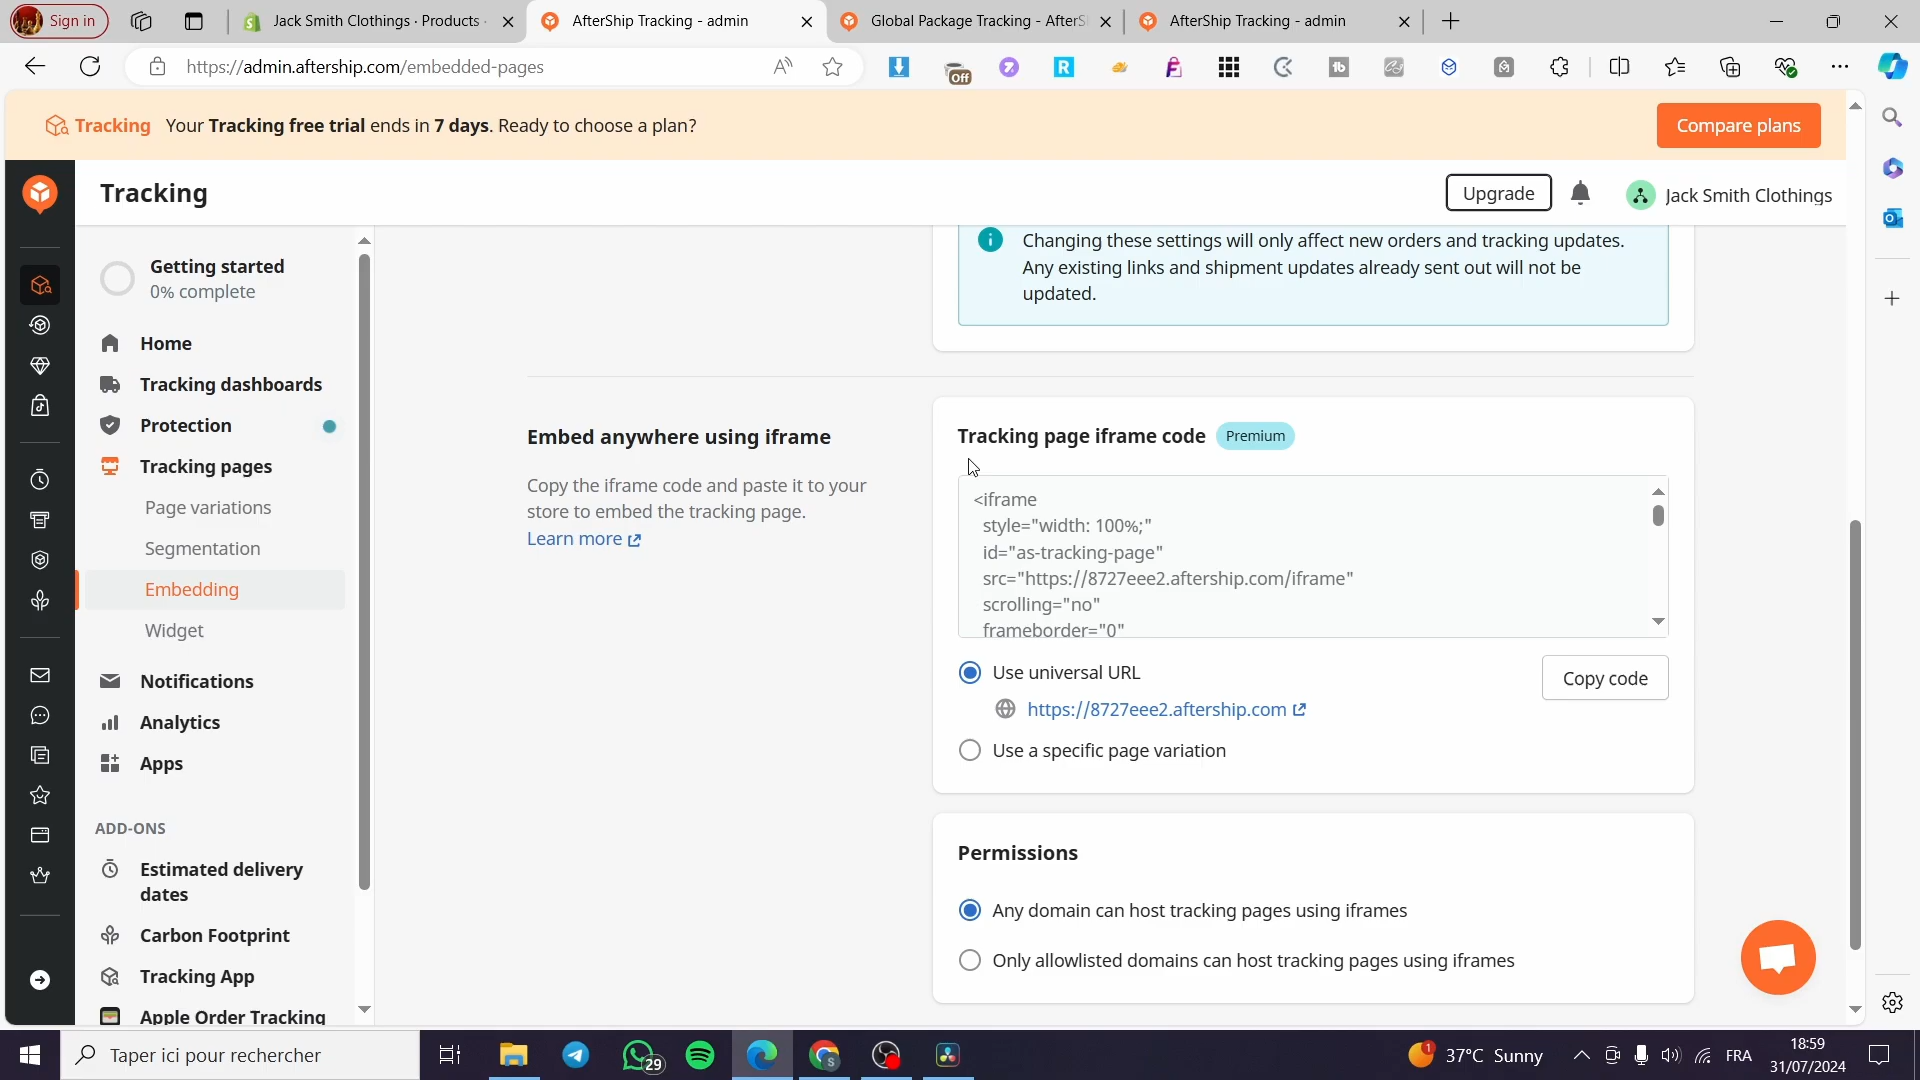 Sign in
Jack Smith Clothings · Products ·
AfterShip Tracking - admin
Global Package Tracking - AfterS
AfterShip Tracking - admin
https://admin.aftership.com/embedded-pages
Off
Tracking Your Tracking free trial ends in 7 days. Ready to choose a plan?
Compare plans
Tracking
Upgrade
Jack Smith Clothings
Getting started
0% complete
Home
Tracking dashboards
Protection
Tracking pages
Page variations
Segmentation
Embedding
Widget
Notifications
Analytics
Apps
ADD-ONS
Estimated delivery
dates
Carbon Footprint
Tracking App
Apple Order Tracking
Changing these settings will only affect new orders and tracking updates.
Any existing links and shipment updates already sent out will not be
updated.
Embed anywhere using iframe
Copy the iframe code and paste it to your
store to embed the tracking page.
Learn more
Tracking page iframe code Premium
<iframe
style="width: 100%;"
id="as-tracking-page"
src="https://8727eee2.aftership.com/iframe"
scrolling="no"
frameborder="0"
Use universal URL
https://8727eee2.aftership.com
Use a specific page variation
Copy code
Permissions
Any domain can host tracking pages using iframes
Only allowlisted domains can host tracking pages using iframes
Taper ici pour rechercher
29
1
37°C Sunny
FRA
18:59
31/07/2024